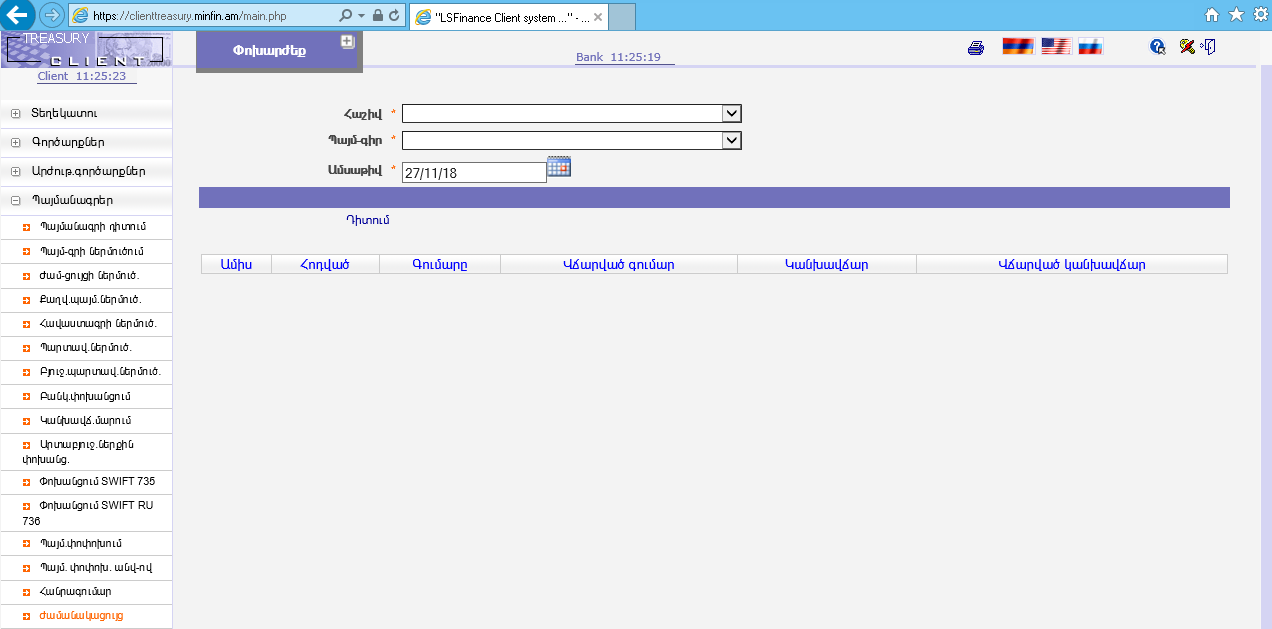 https://clienttreasury.minfin.am/main.php
"LSFinance Client system ..." - ...
TREASURY
CLIENT
Client 11:25:23
Փոխարժեք
Bank 11:25:19
Տեղեկատու
Գործարքներ
Արժութ.գործարքներ
Պայմանագրեր
Պայմանագրի դիտում
Պայմ-գրի ներմուծում
Ժամ-ցույցի ներմուծ.
Քաղվ.պայմ.ներմուծ.
Հավաստագրի ներմուծ.
Պարտավ.ներմուծ.
Բյուջ.պարտավ.ներմուծ.
Բանկ.փոխանցում
Կանխավճ.մարում
Արտաբյուջ.ներքին
փոխանց.
Փոխանցում SWIFT 735
Փոխանցում SWIFT RU
736
Պայմ.փոփոխում
Պայմ. փոփոխ. անվ-ով
Հանրագումար
Ժամանակացույց
Հաշիվ *
Պայմ-գիր *
Ամսաթիվ * 27/11/18
Դիտում
Ամիս Հոդված Գումարը Վճարված գումար Կանխավճար Վճարված կանխավճար